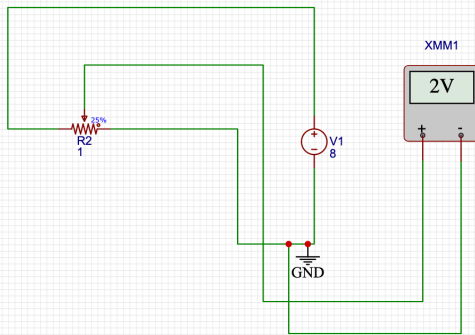 XMM1
2V
+ -
25%
R2
1
+
V1
-
8
GND